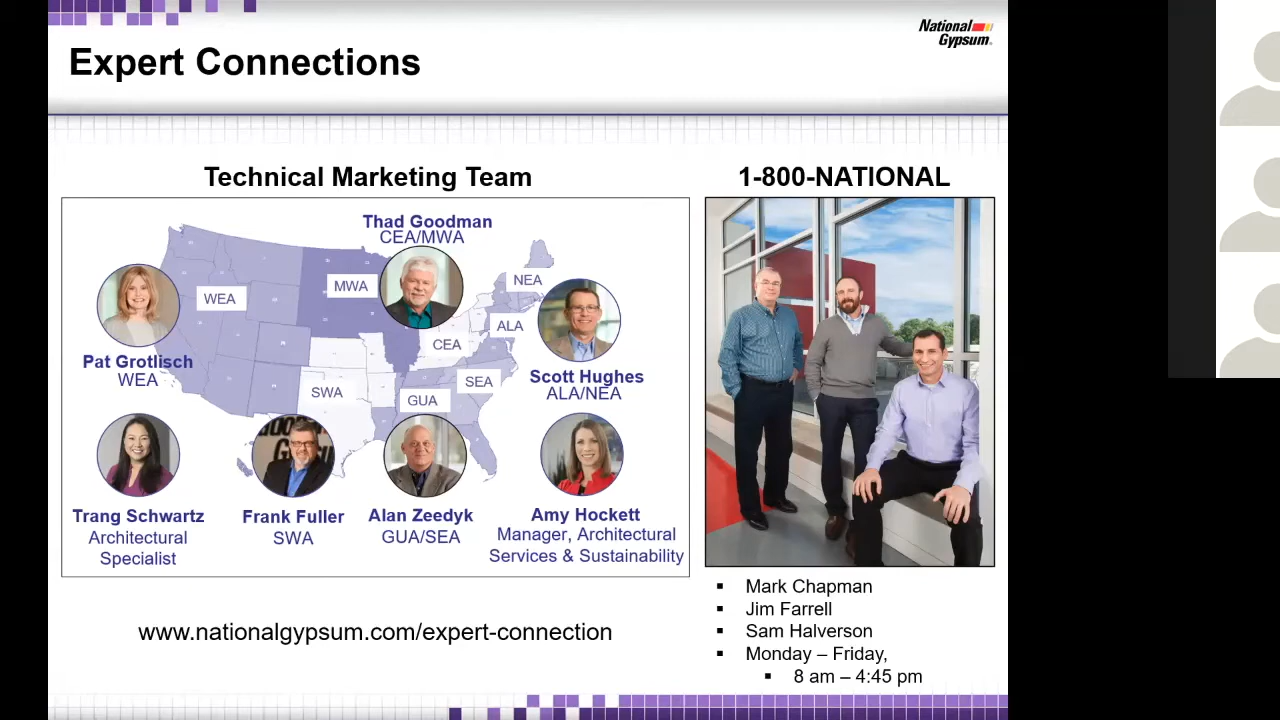 National
Gypsum®
Expert Connections
Technical Marketing Team
Thad Goodman
CEA/MWA
WEA
MWA
NEA
ALA
CEA
SEA
SWA
GUA
Pat Grotlisch
WEA
Scott Hughes
ALA/NEA
Trang Schwartz
Architectural
Specialist
Frank Fuller
SWA
Alan Zeedyk
GUA/SEA
Amy Hockett
Manager, Architectural
Services & Sustainability
www.nationalgypsum.com/expert-connection
1-800-NATIONAL
▪ Mark Chapman
▪ Jim Farrell
▪ Sam Halverson
▪ Monday – Friday,
▪ 8 am – 4:45 pm